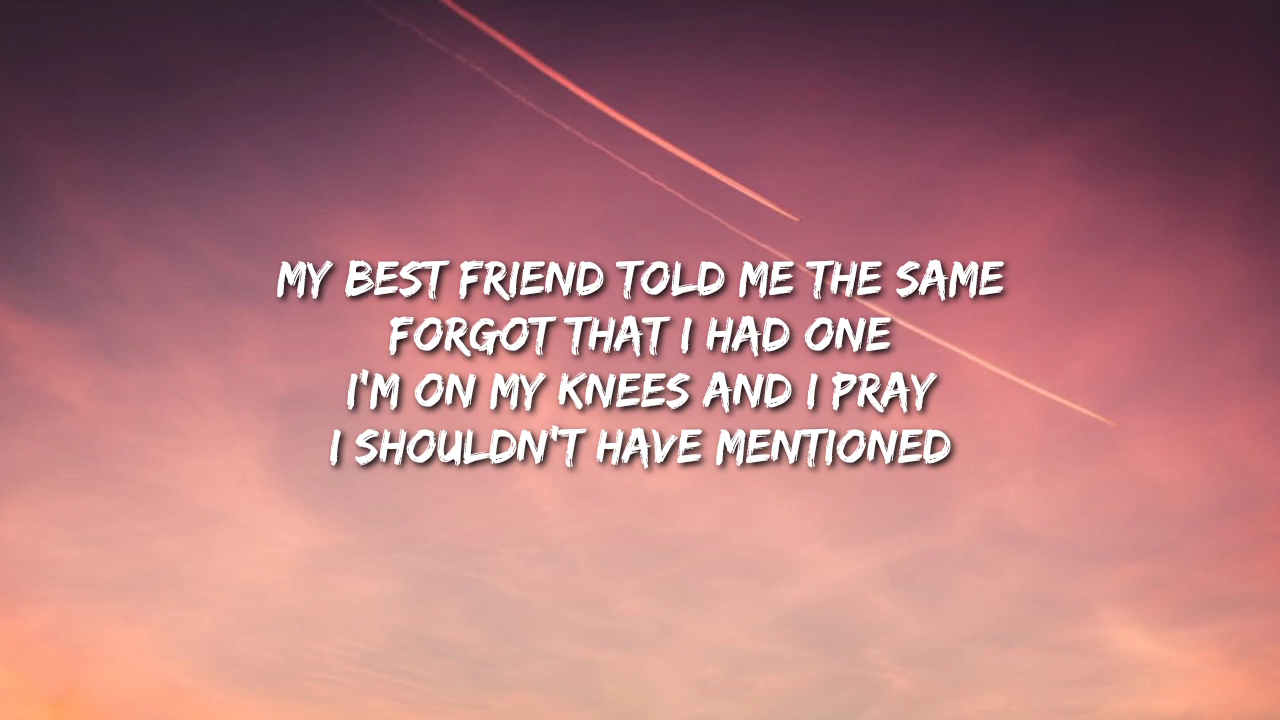 MY BEST FRIEND TOLD ME THE SAME
FORGOT THAT I HAD ONE
I'M ON MY KNEES AND I PRAY
I SHOULDN'T HAVE MENTIONED